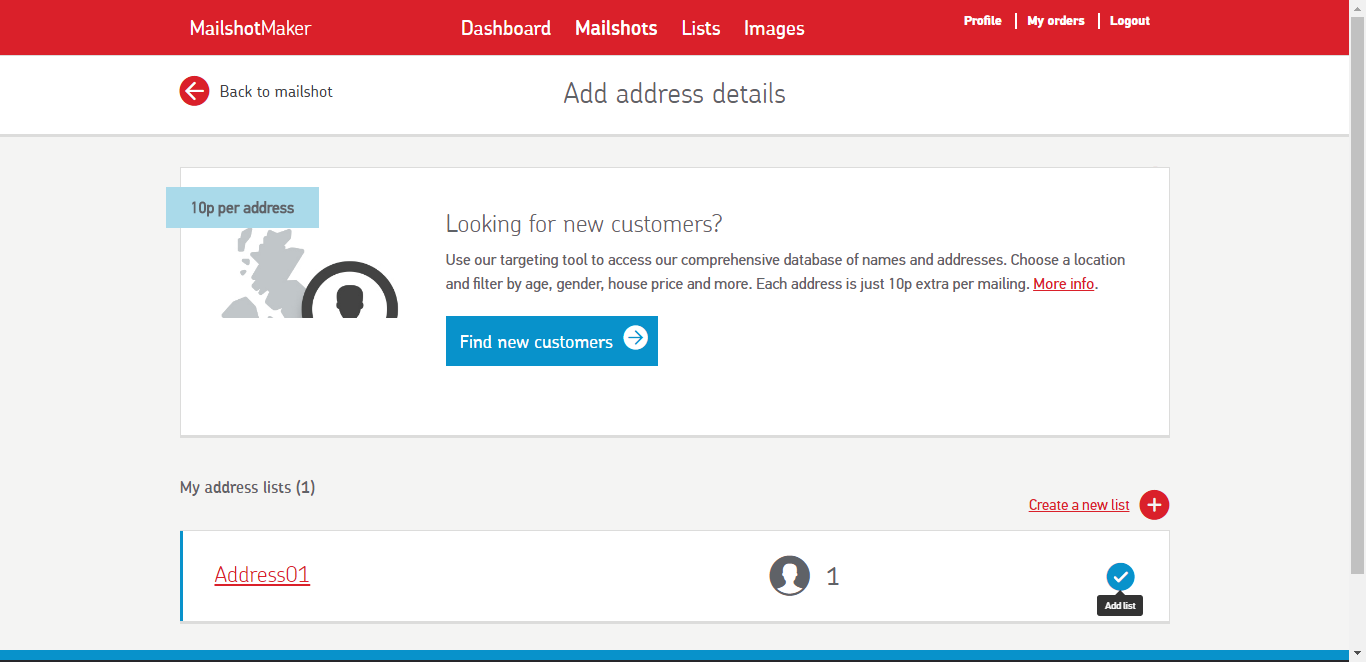 MailshotMaker
Dashboard Mailshots Lists Images
Profile My orders Logout
Back to mailshot
Add address details
10p per address
Looking for new customers?
Use our targeting tool to access our comprehensive database of names and addresses. Choose a location
and filter by age, gender, house price and more. Each address is just 10p extra per mailing. More info.
Find new customers
My address lists (1)
Create a new list
Address01
1
Add list